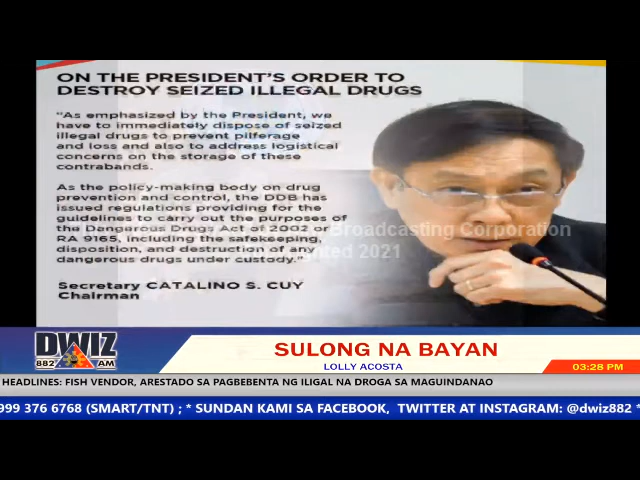 ON THE PRESIDENT'S ORDER TO
DESTROY SEIZED ILLEGAL DRUGS
"As emphasized by the President, we
have to immediately dispose of seized
illegal drugs to prevent pilferage
and loss and also to address logistical
concerns on the storage of these
contrabands.
As the policy-making body on drug
prevention and control, the DDB has
issued regulations providing for the
guidelines to carry out the purposes of
the Dangerous Drugs Act of 2002 or
RA 9165, including the safekeeping,
disposition, and destruction of any
dangerous drugs under custody."
Secretary CATALINO S. CUY
Chairman
Broadcasting Corporation
2021
DWIZ
882 AM
SULONG NA BAYAN
LOLLY ACOSTA
03:28 PM
HEADLINES: FISH VENDOR, ARESTADO SA PAGBEBENTA NG ILIGAL NA DROGA SA MAGUINDANAO
999 376 6768 (SMART/TNT) ; * SUNDAN KAMI SA FACEBOOK, TWITTER AT INSTAGRAM: @dwiz882 *